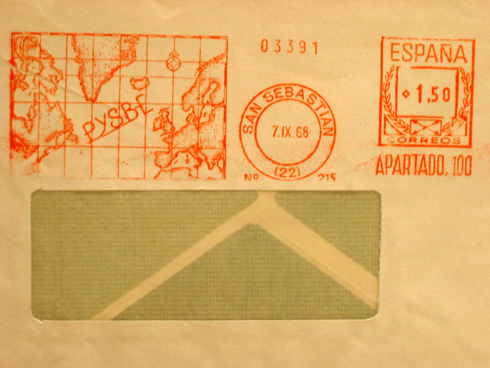 PYSBE
03391
SAN SEBASTIAN
7.IX.68
(22)
Nº 215
ESPAÑA
1,50
CORREOS
APARTADO, 100